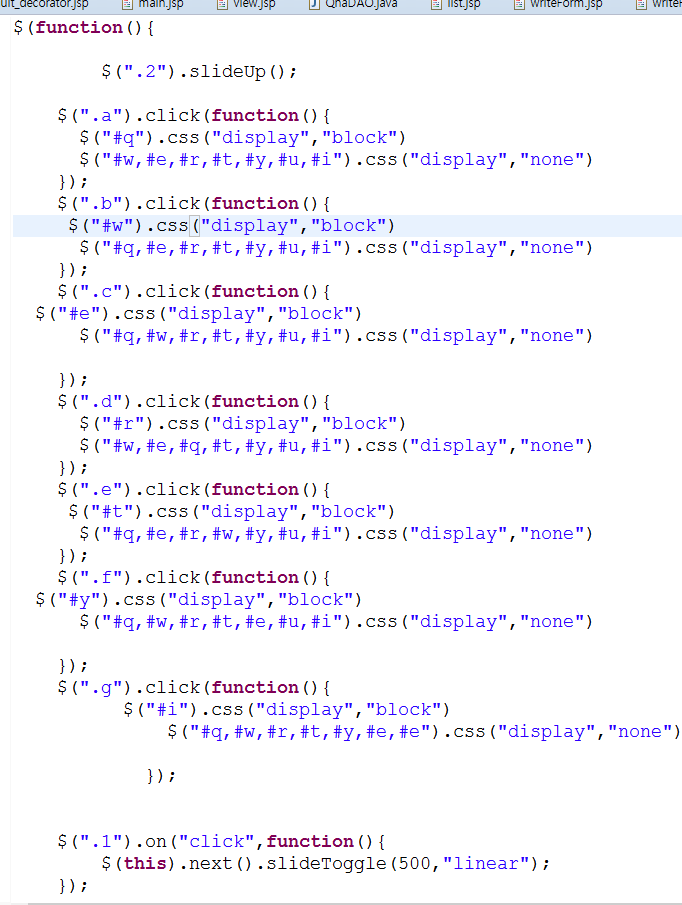 ult_decorator.jsp main.jsp view.jsp QnaDAO.java list.jsp writeForm.jsp
$(function(){
$(".2").slideUp();
$(".a").click(function(){
$("#q").css("display","block")
$("#w,#e,#r,#t,#y,#u,#i").css("display","none")
});
$(".b").click(function(){
$("#w").css("display","block")
$("#q,#e,#r,#t,#y,#u,#i").css("display","none")
});
$(".c").click(function(){
$("#e").css("display","block")
$("#q,#w,#r,#t,#y,#u,#i").css("display","none")
});
$(".d").click(function(){
$("#r").css("display","block")
$("#w,#e,#q,#t,#y,#u,#i").css("display","none")
});
$(".e").click(function(){
$("#t").css("display","block")
$("#q,#e,#r,#w,#y,#u,#i").css("display","none")
});
$(".f").click(function(){
$("#y").css("display","block")
$("#q,#w,#r,#t,#e,#u,#i").css("display","none")
});
$(".g").click(function(){
$("#i").css("display","block")
$("#q,#w,#r,#t,#y,#e,#e").css("display","none")
});
$(".1").on("click",function(){
$(this).next().slideToggle(500,"linear");
});